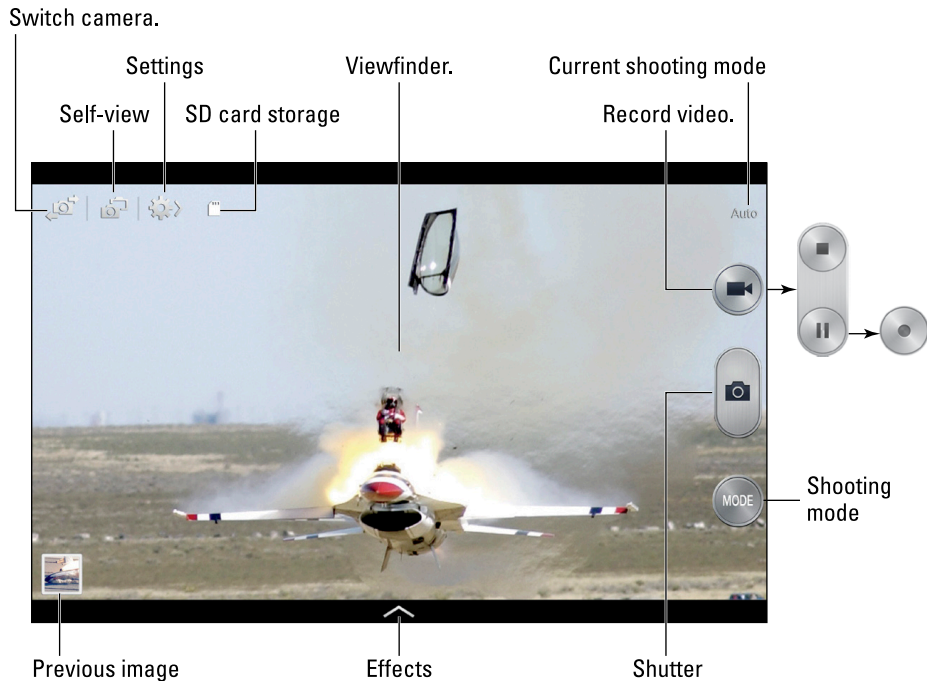 Switch camera.
Settings
Viewfinder.
Current shooting mode
Self-view
SD card storage
Record video.
Auto
MODE
Shooting
mode
Previous image
Effects
Shutter